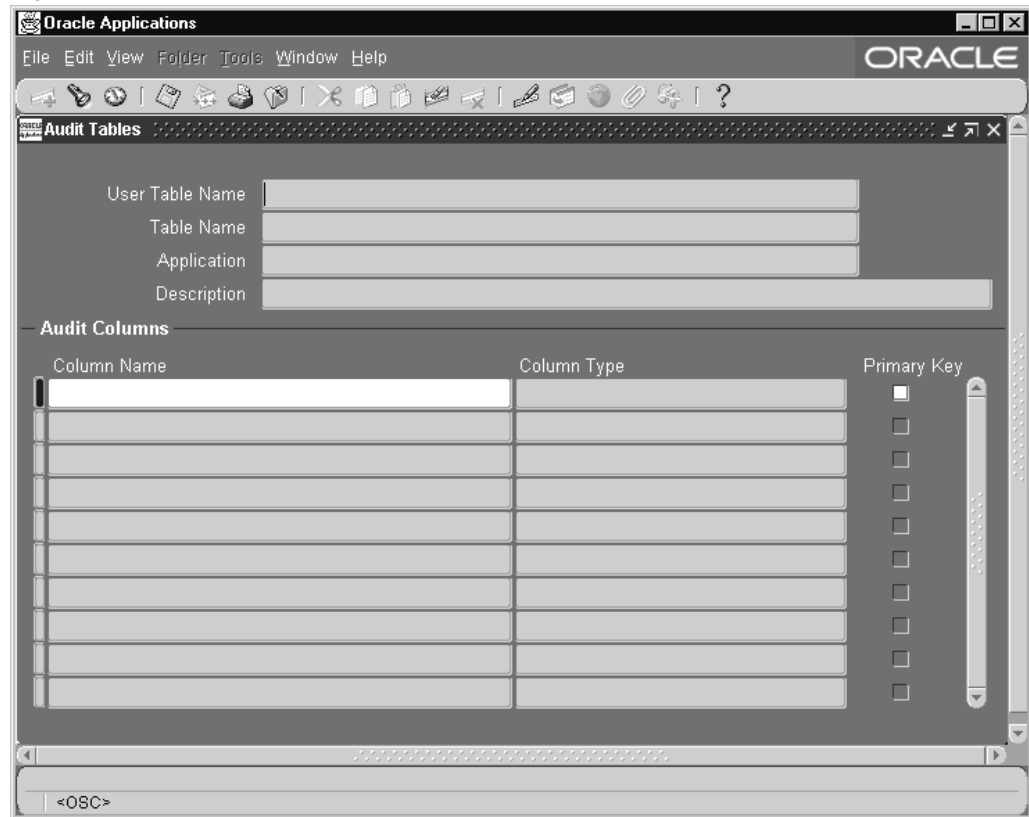 Oracle Applications
File Edit View Folder Tools Window Help
ORACLE
?
Audit Tables
User Table Name
Table Name
Application
Description
Audit Columns
Column Name Column Type Primary Key
<OSC>